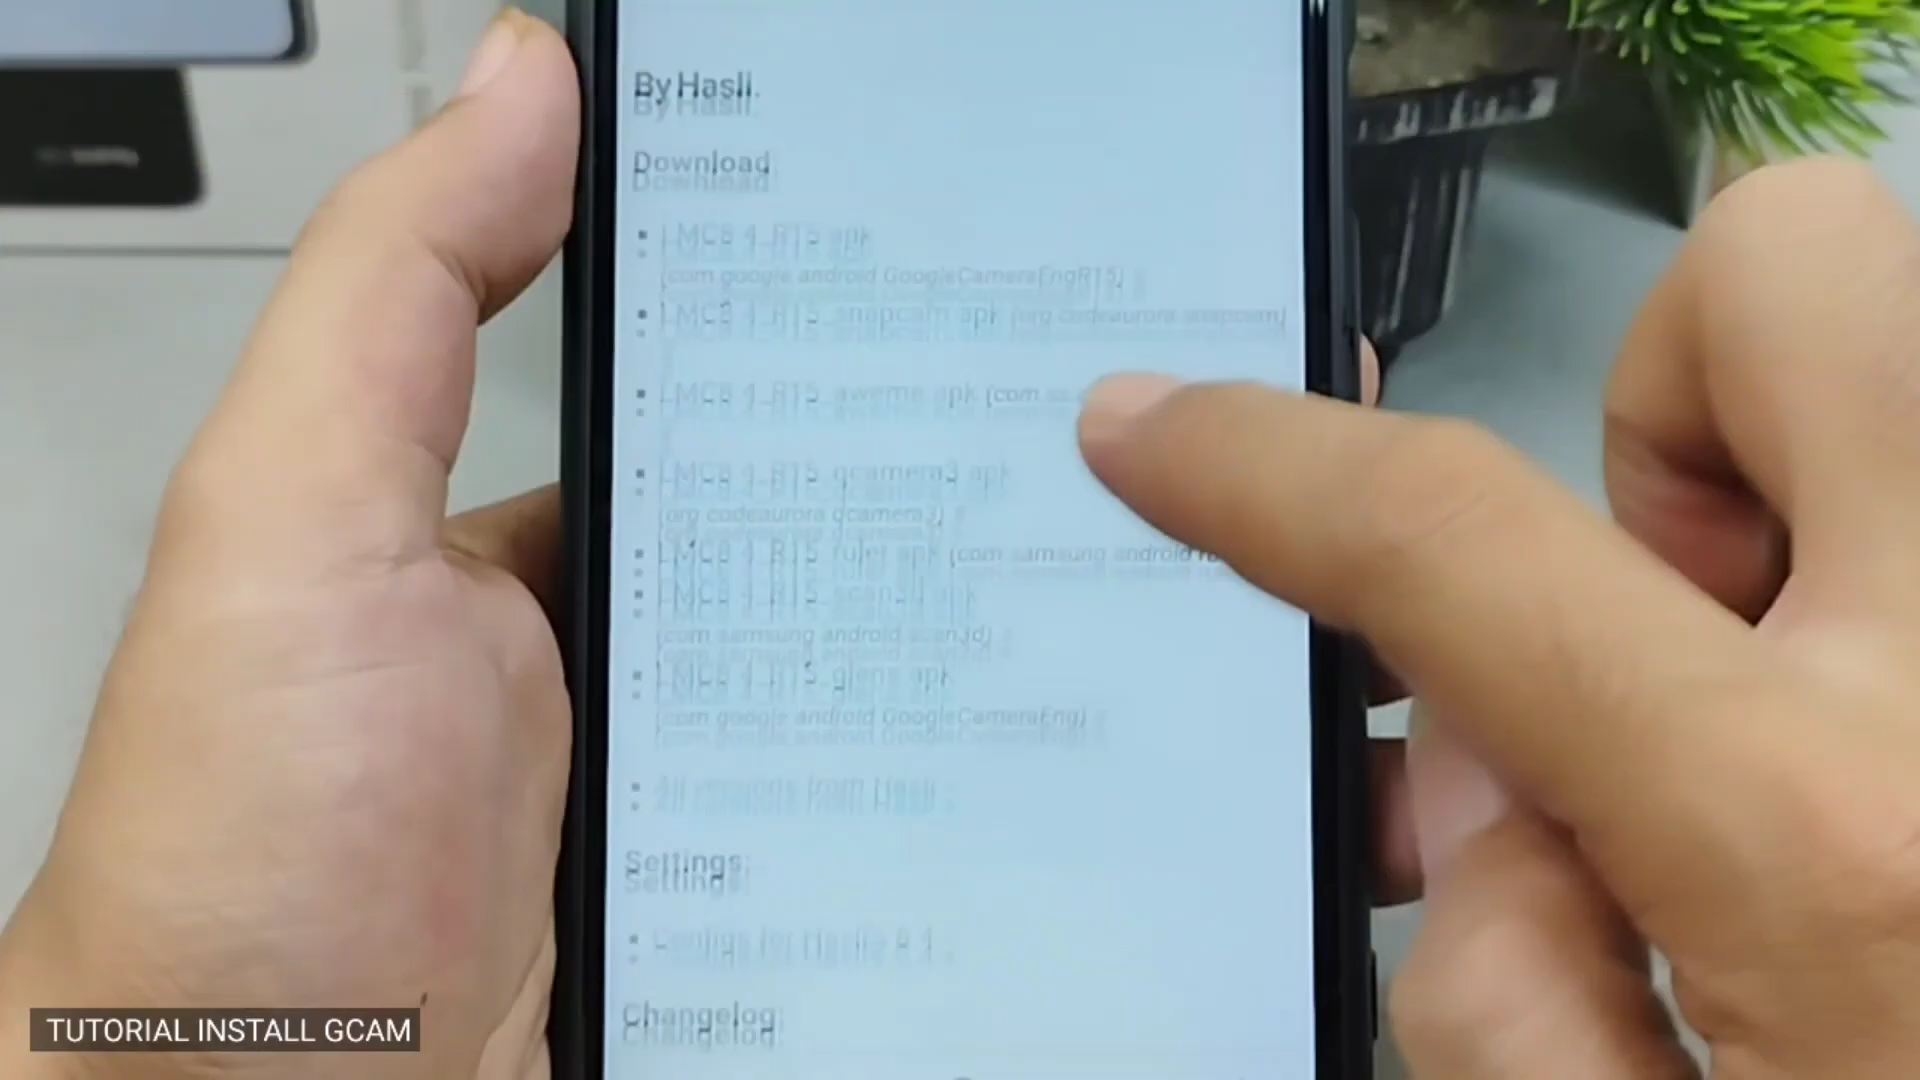 By Hasli.
Download:
LMC8.4_R15.apk
(com.google.android.GoogleCameraEngR15)
LMC8.4_R15_snapcam.apk (org.codeaurora.snapcam)
LMC8.4_R15_aweme.apk (com.ss.
LMC8.4_R15_qcamera3.apk
(org.codeaurora.qcamera3)
LMC8.4_R15_ruler.apk (com.samsung.android.ru
LMC8.4_R15_scan3d.apk
(com.samsung.android.scan3d)
LMC8.4_R15_glens.apk
(com.google.android.GoogleCameraEng)
All versions from Hasli
Settings:
Configs for Hasli's 8.4
Changelog:
TUTORIAL INSTALL GCAM